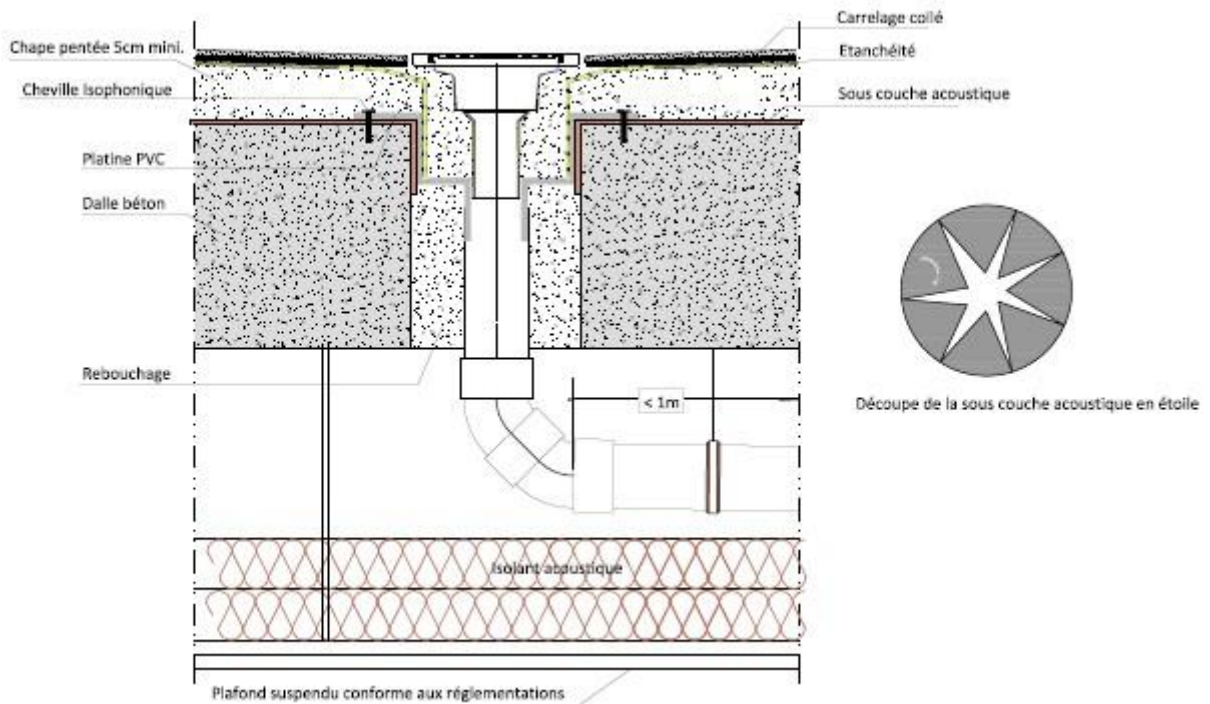 Chape pentée 5cm mini.
Cheville Isophonique
Platine PVC
Dalle béton
Rebouchage
Carrelage collé
Etanchéité
Sous couche acoustique
< 1m
Découpe de la sous couche acoustique en étoile
Isolant acoustique
Plafond suspendu conforme aux réglementations